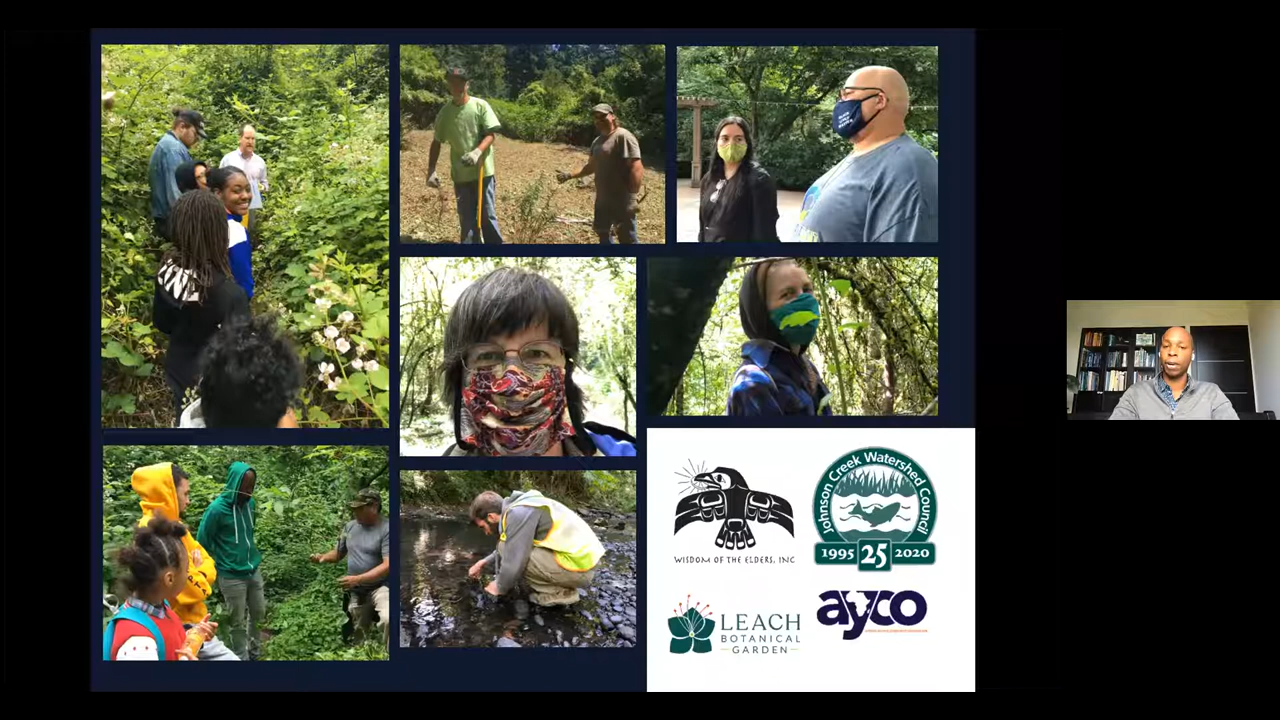 WISDOM OF THE ELDERS, INC
Johnson Creek Watershed Council
1995 25 2020
LEACH
BOTANICAL
GARDEN
ayco